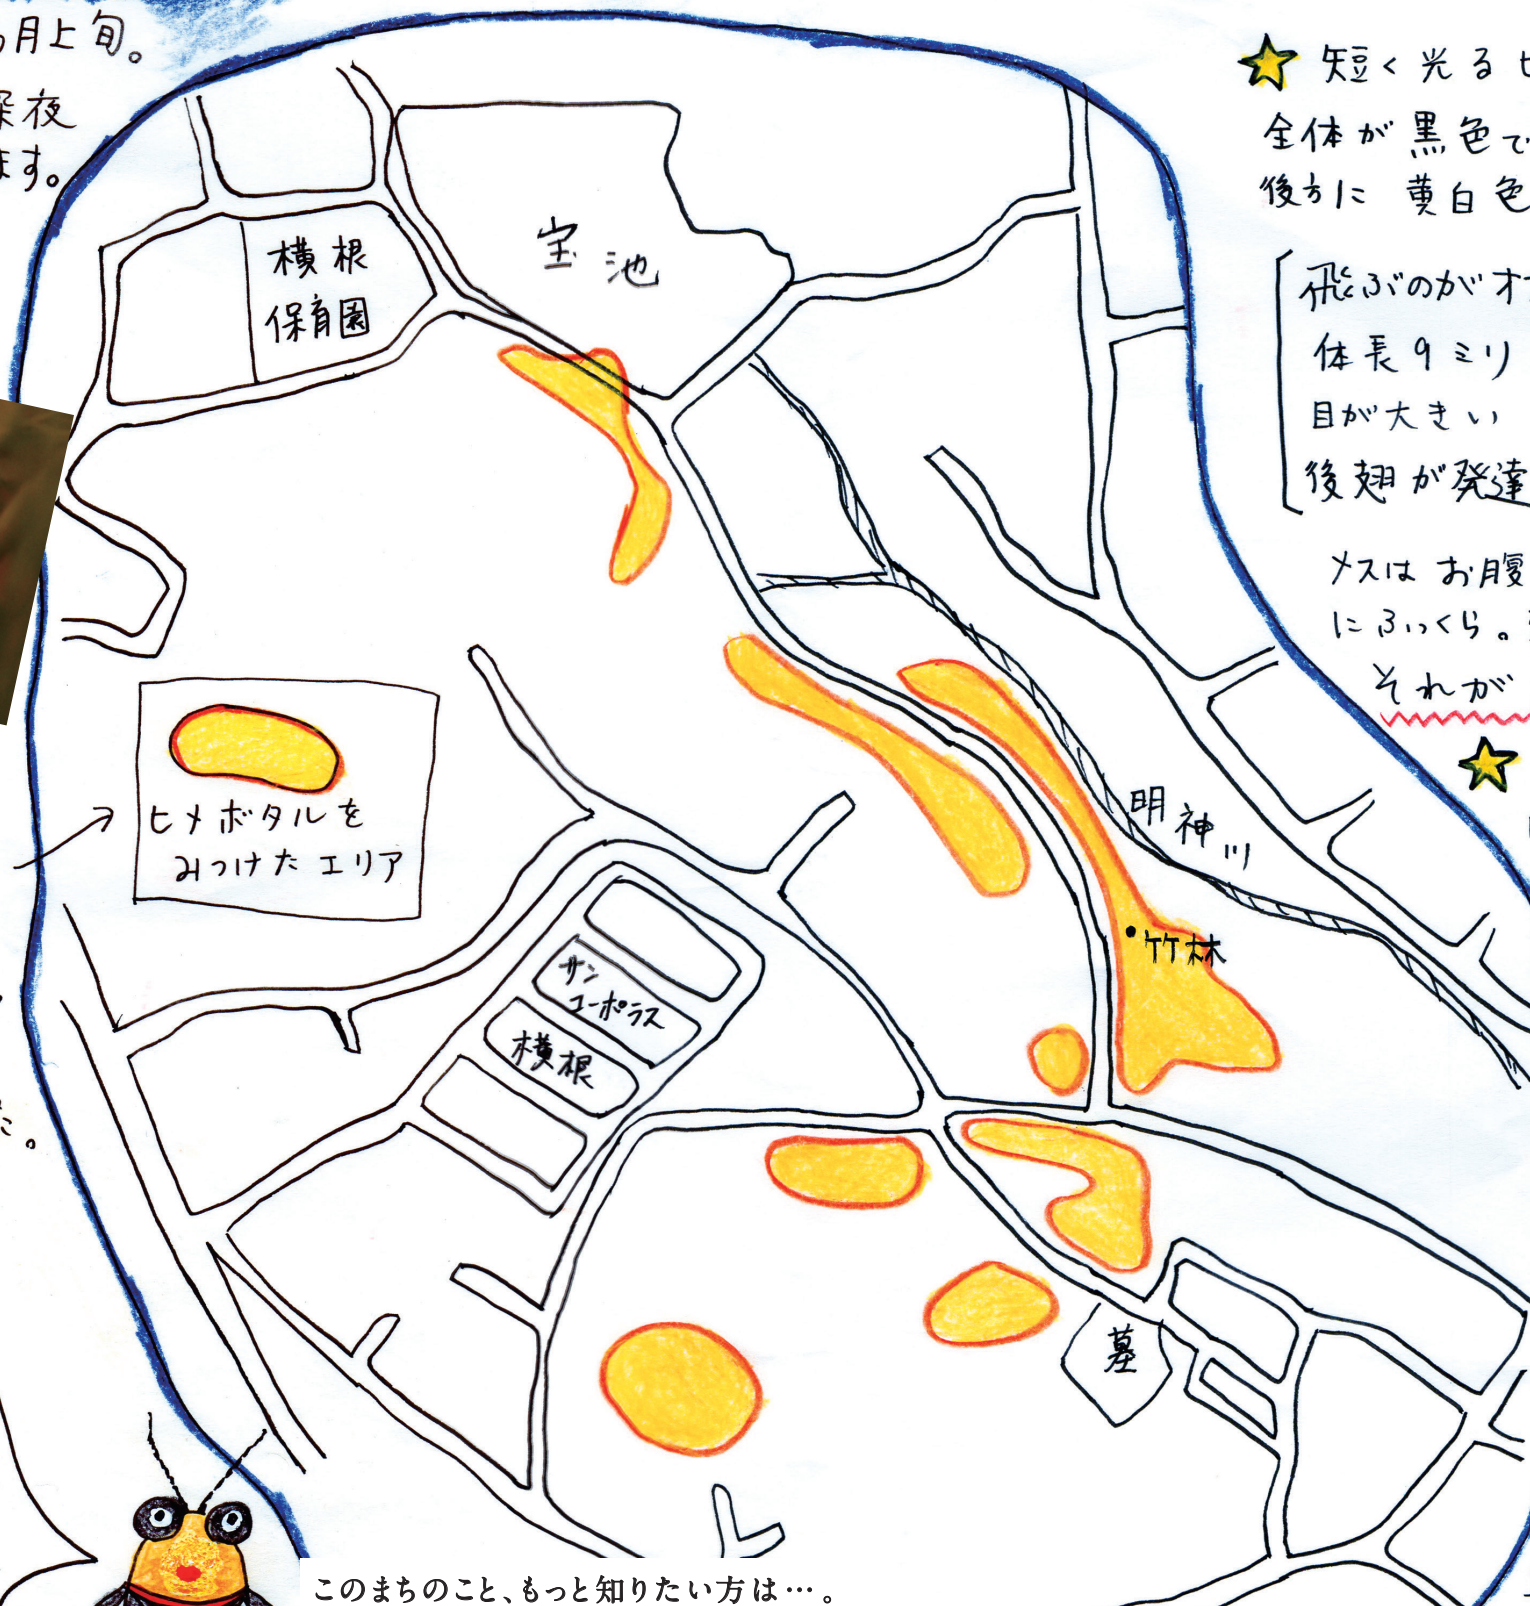 月上旬。
深夜
ます。
横根
保育園
宝池
ヒメボタルを
みつけたエリア
サン
コーポラス
横根
明神川
竹林
墓
た。
★ 短く光る
全体が黒色で
後方に 黄白色
飛ぶのがオ
体長9ミリ
目が大きい
後翅が発達
メスは お腹
にふっくら。
それが
★
このまちのこと、もっと知りたい方は…。